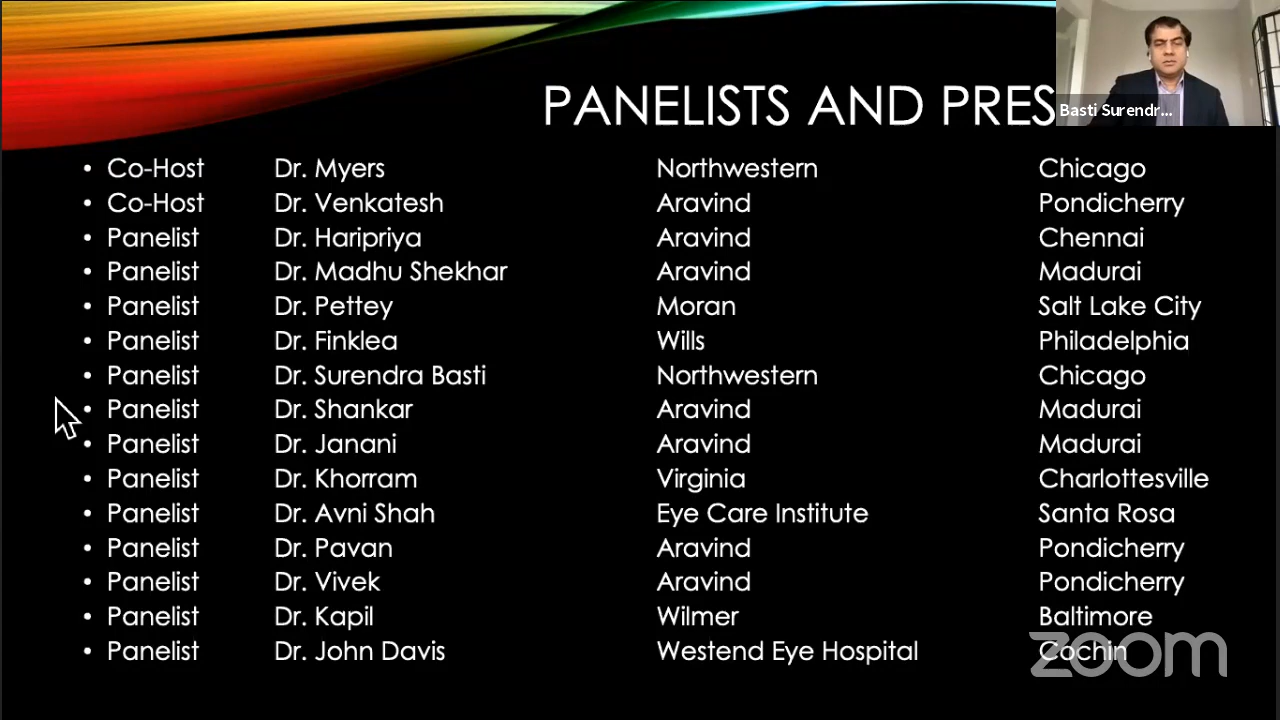 PANELISTS AND PRES
Basti Surendr...
• Co-Host Dr. Myers Northwestern Chicago
• Co-Host Dr. Venkatesh Aravind Pondicherry
• Panelist Dr. Haripriya Aravind Chennai
• Panelist Dr. Madhu Shekhar Aravind Madurai
• Panelist Dr. Pettey Moran Salt Lake City
• Panelist Dr. Finklea Wills Philadelphia
• Panelist Dr. Surendra Basti Northwestern Chicago
• Panelist Dr. Shankar Aravind Madurai
• Panelist Dr. Janani Aravind Madurai
• Panelist Dr. Khorram Virginia Charlottesville
• Panelist Dr. Avni Shah Eye Care Institute Santa Rosa
• Panelist Dr. Pavan Aravind Pondicherry
• Panelist Dr. Vivek Aravind Pondicherry
• Panelist Dr. Kapil Wilmer Baltimore
• Panelist Dr. John Davis Westend Eye Hospital Cochin
zoom